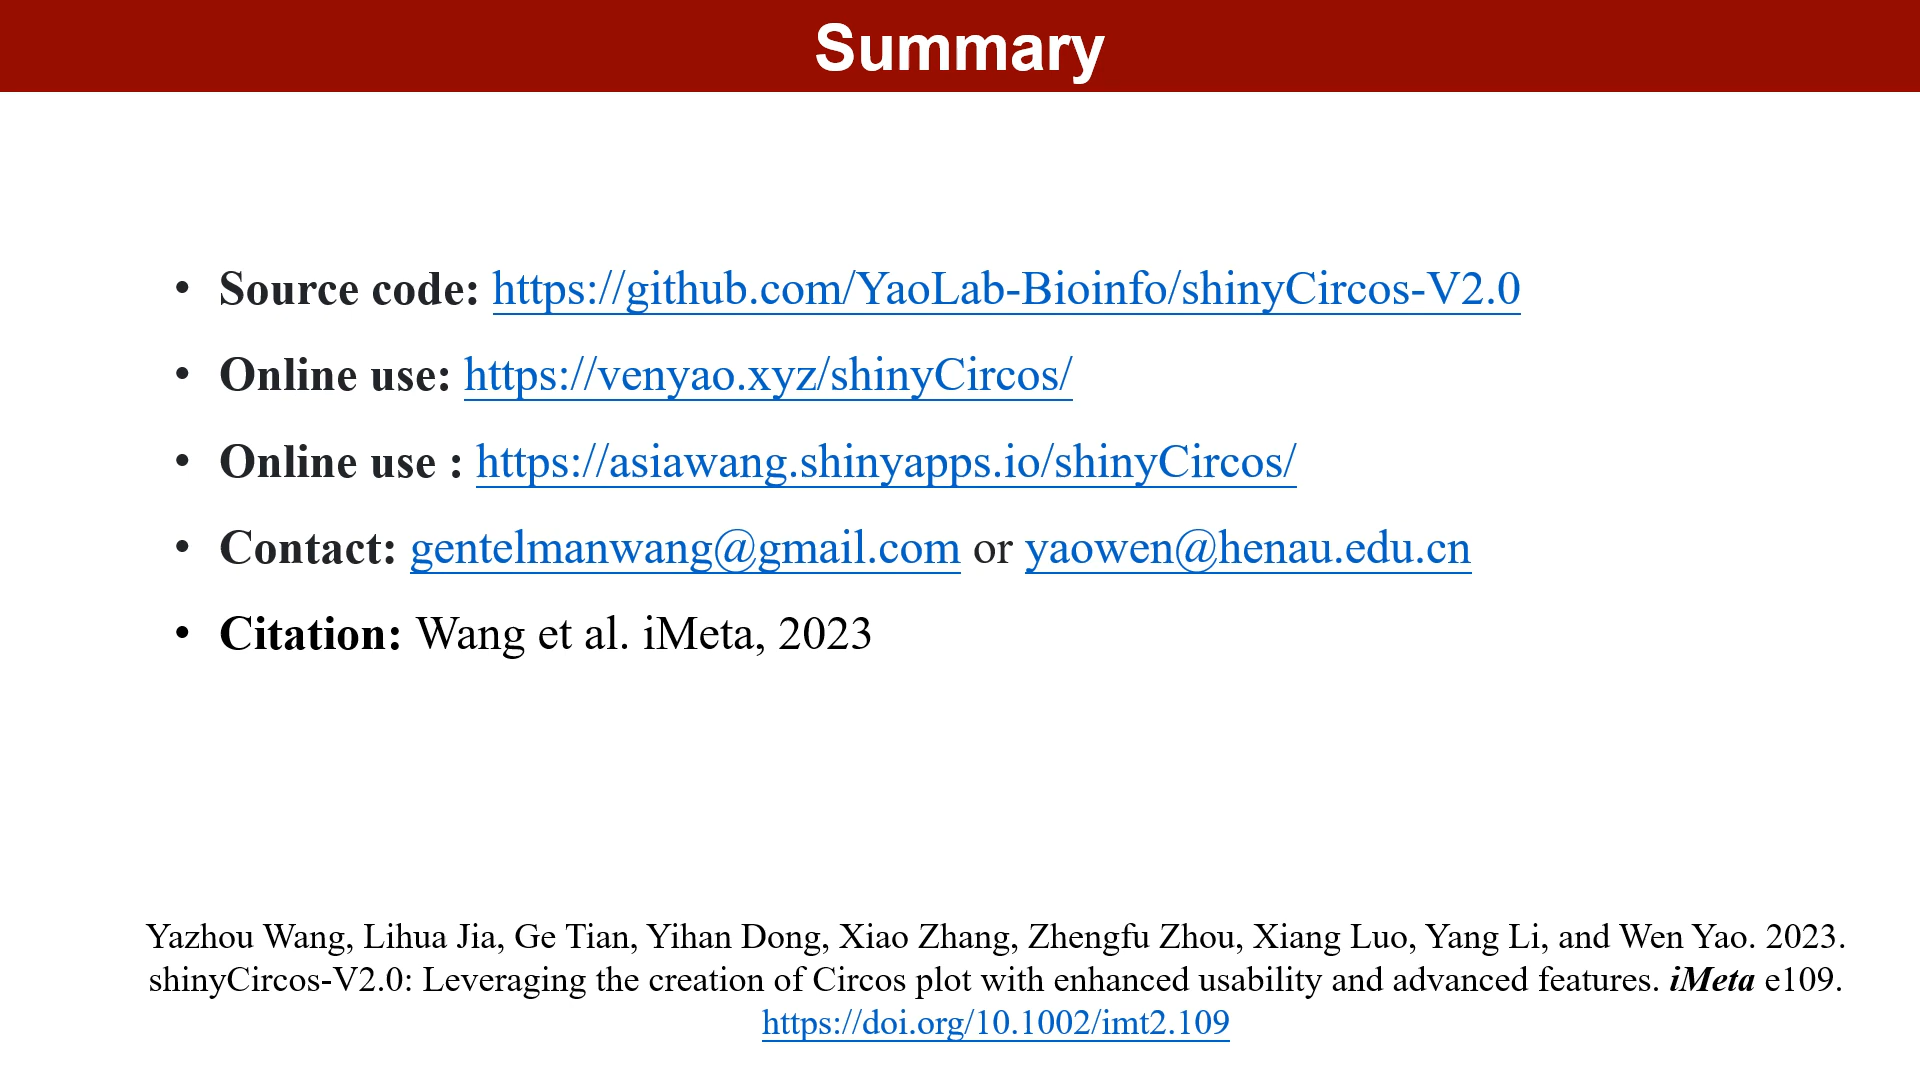 Summary
• Source code: https://github.com/YaoLab-Bioinfo/shinyCircos-V2.0
• Online use: https://venyao.xyz/shinyCircos/
• Online use : https://asiawang.shinyapps.io/shinyCircos/
• Contact: gentelmanwang@gmail.com or yaowen@henau.edu.cn
• Citation: Wang et al. iMeta, 2023
Yazhou Wang, Lihua Jia, Ge Tian, Yihan Dong, Xiao Zhang, Zhengfu Zhou, Xiang Luo, Yang Li, and Wen Yao. 2023.
shinyCircos-V2.0: Leveraging the creation of Circos plot with enhanced usability and advanced features. iMeta e109.
https://doi.org/10.1002/imt2.109